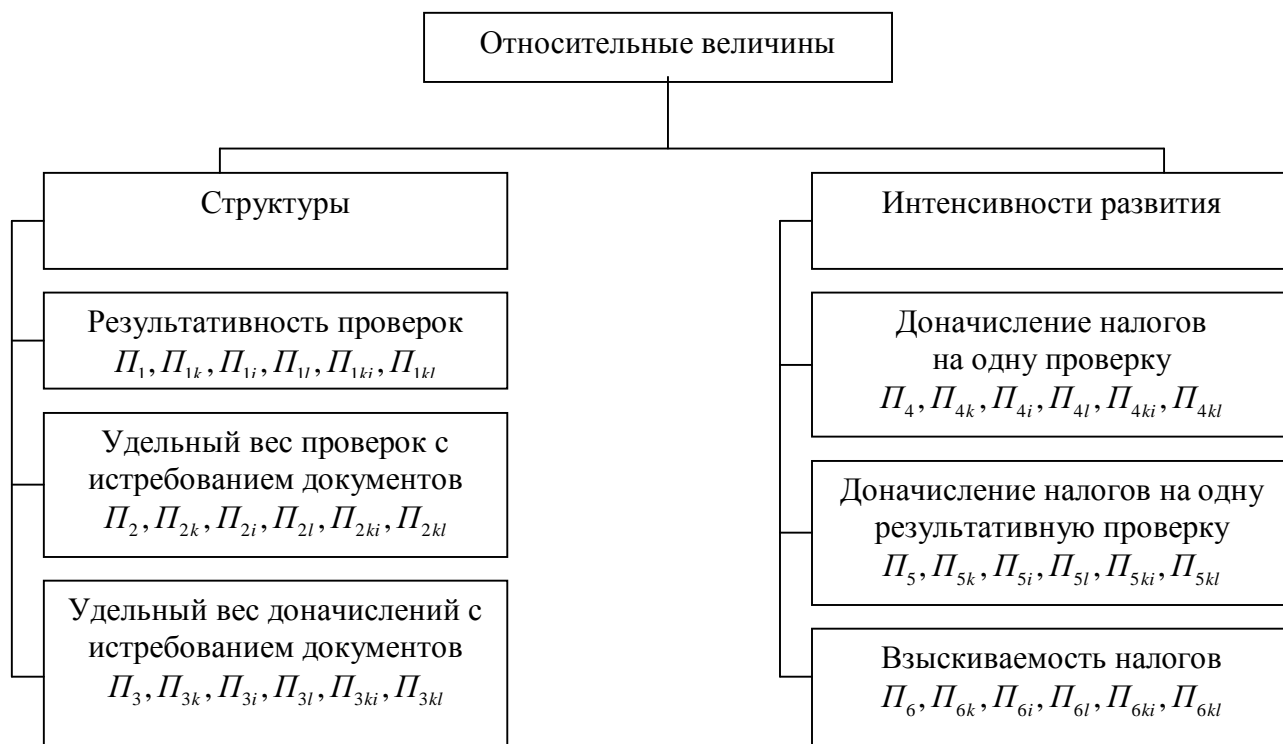 Относительные величины
Структуры
Результативность проверок
П₁, П₁ₖ, П₁ᵢ, П₁ₗ, П₁ₖᵢ, П₁ₖₗ
Удельный вес проверок с
истребованием документов
П₂, П₂ₖ, П₂ᵢ, П₂ₗ, П₂ₖᵢ, П₂ₖₗ
Удельный вес доначислений с
истребованием документов
П₃, П₃ₖ, П₃ᵢ, П₃ₗ, П₃ₖᵢ, П₃ₖₗ
Интенсивности развития
Доначисление налогов
на одну проверку
П₄, П₄ₖ, П₄ᵢ, П₄ₗ, П₄ₖᵢ, П₄ₖₗ
Доначисление налогов на одну
результативную проверку
П₅, П₅ₖ, П₅ᵢ, П₅ₗ, П₅ₖᵢ, П₅ₖₗ
Взыскиваемость налогов
П₆, П₆ₖ, П₆ᵢ, П₆ₗ, П₆ₖᵢ, П₆ₖₗ